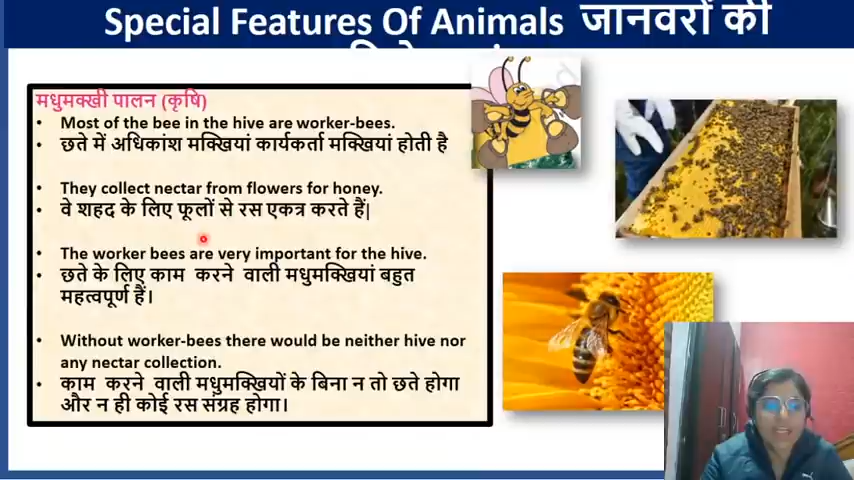 Special Features Of Animals जानवरों की
मधुमक्खी पालन (कृषि)
• Most of the bee in the hive are worker-bees.
• छते में अधिकांश मक्खियां कार्यकर्ता मक्खियां होती है
• They collect nectar from flowers for honey.
• वे शहद के लिए फूलों से रस एकत्र करते हैं|
• The worker bees are very important for the hive.
• छते के लिए काम करने वाली मधुमक्खियां बहुत
महत्वपूर्ण हैं।
• Without worker-bees there would be neither hive nor
any nectar collection.
• काम करने वाली मधुमक्खियों के बिना न तो छते होगा
और न ही कोई रस संग्रह होगा।